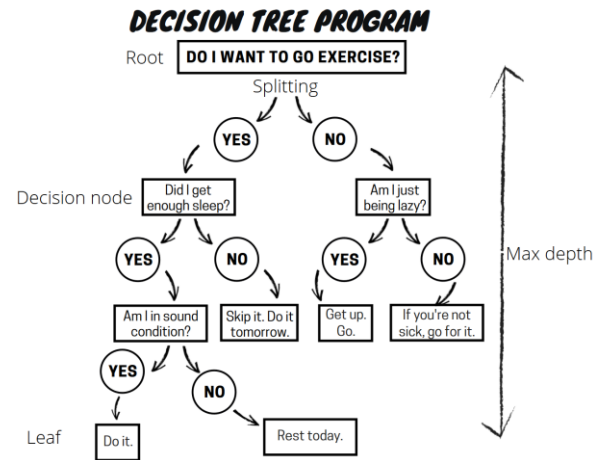 DECISION TREE PROGRAM
Root
DO I WANT TO GO EXERCISE?
Splitting
YES
NO
Decision node
Did I get
enough sleep?
Am I just
being lazy?
YES
NO
YES
NO
Max depth
Am I in sound
condition?
Skip it. Do it
tomorrow.
Get up.
Go.
If you're not
sick, go for it.
YES
NO
Leaf
Do it.
Rest today.